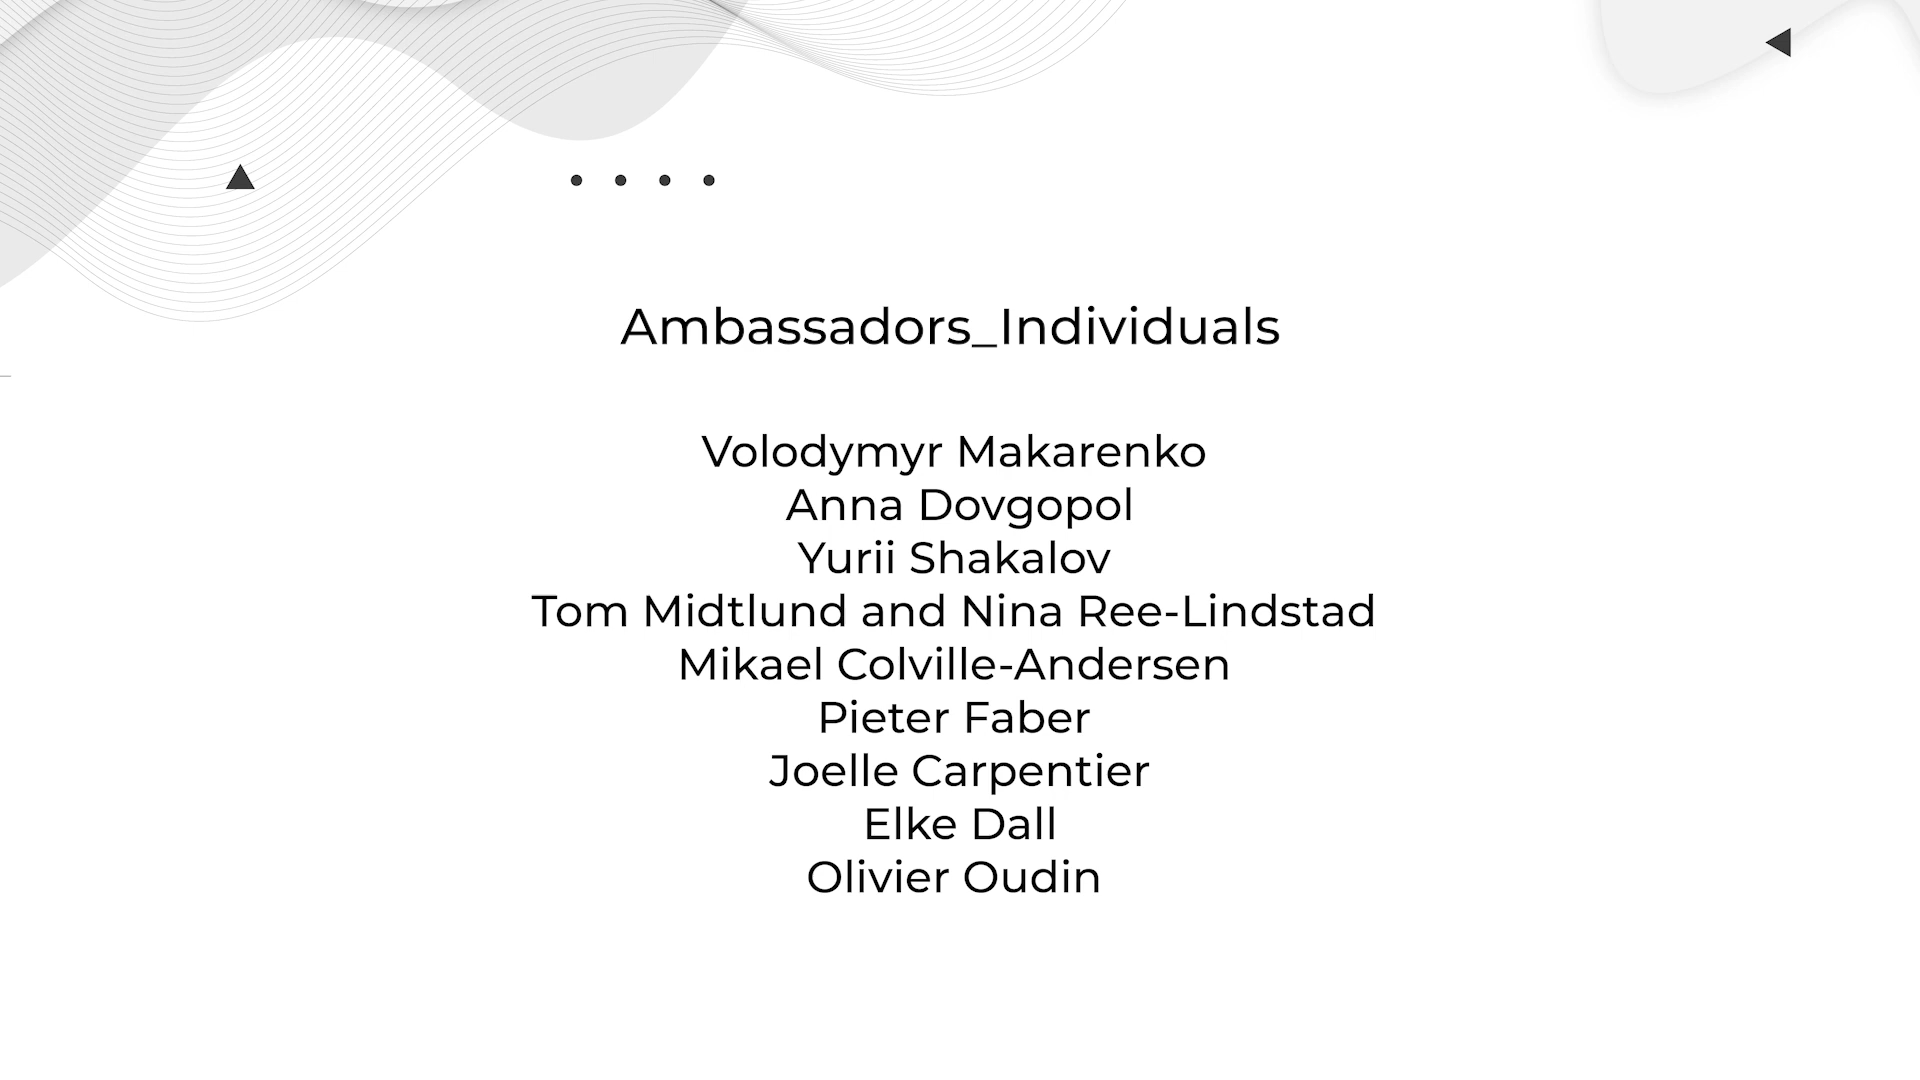 Ambassadors_Individuals
Volodymyr Makarenko
Anna Dovgopol
Yurii Shakalov
Tom Midtlund and Nina Ree-Lindstad
Mikael Colville-Andersen
Pieter Faber
Joelle Carpentier
Elke Dall
Olivier Oudin